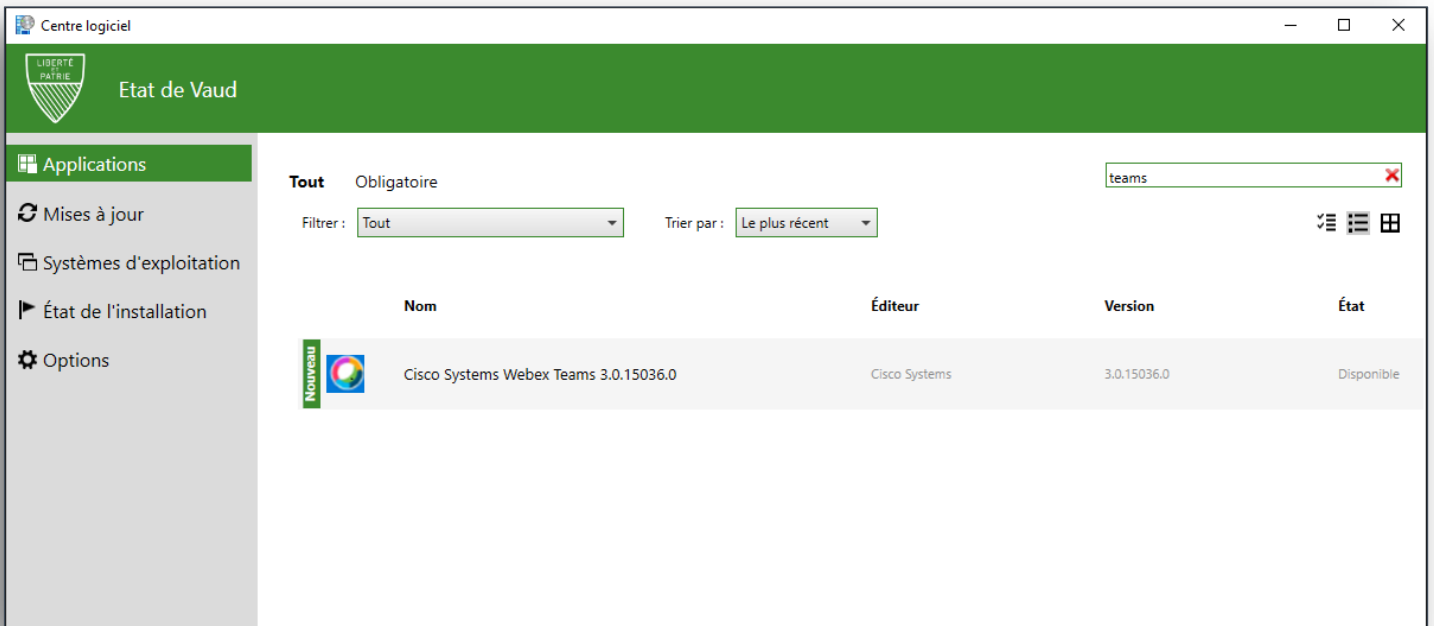 Centre logiciel
LIBERTÉ
ET
PATRIE
Etat de Vaud
Applications
Mises à jour
Systèmes d'exploitation
État de l'installation
Options
Tout Obligatoire
teams
Filtrer : Tout Trier par : Le plus récent
Nom Éditeur Version État
Nouveau
Cisco Systems Webex Teams 3.0.15036.0 Cisco Systems 3.0.15036.0 Disponible